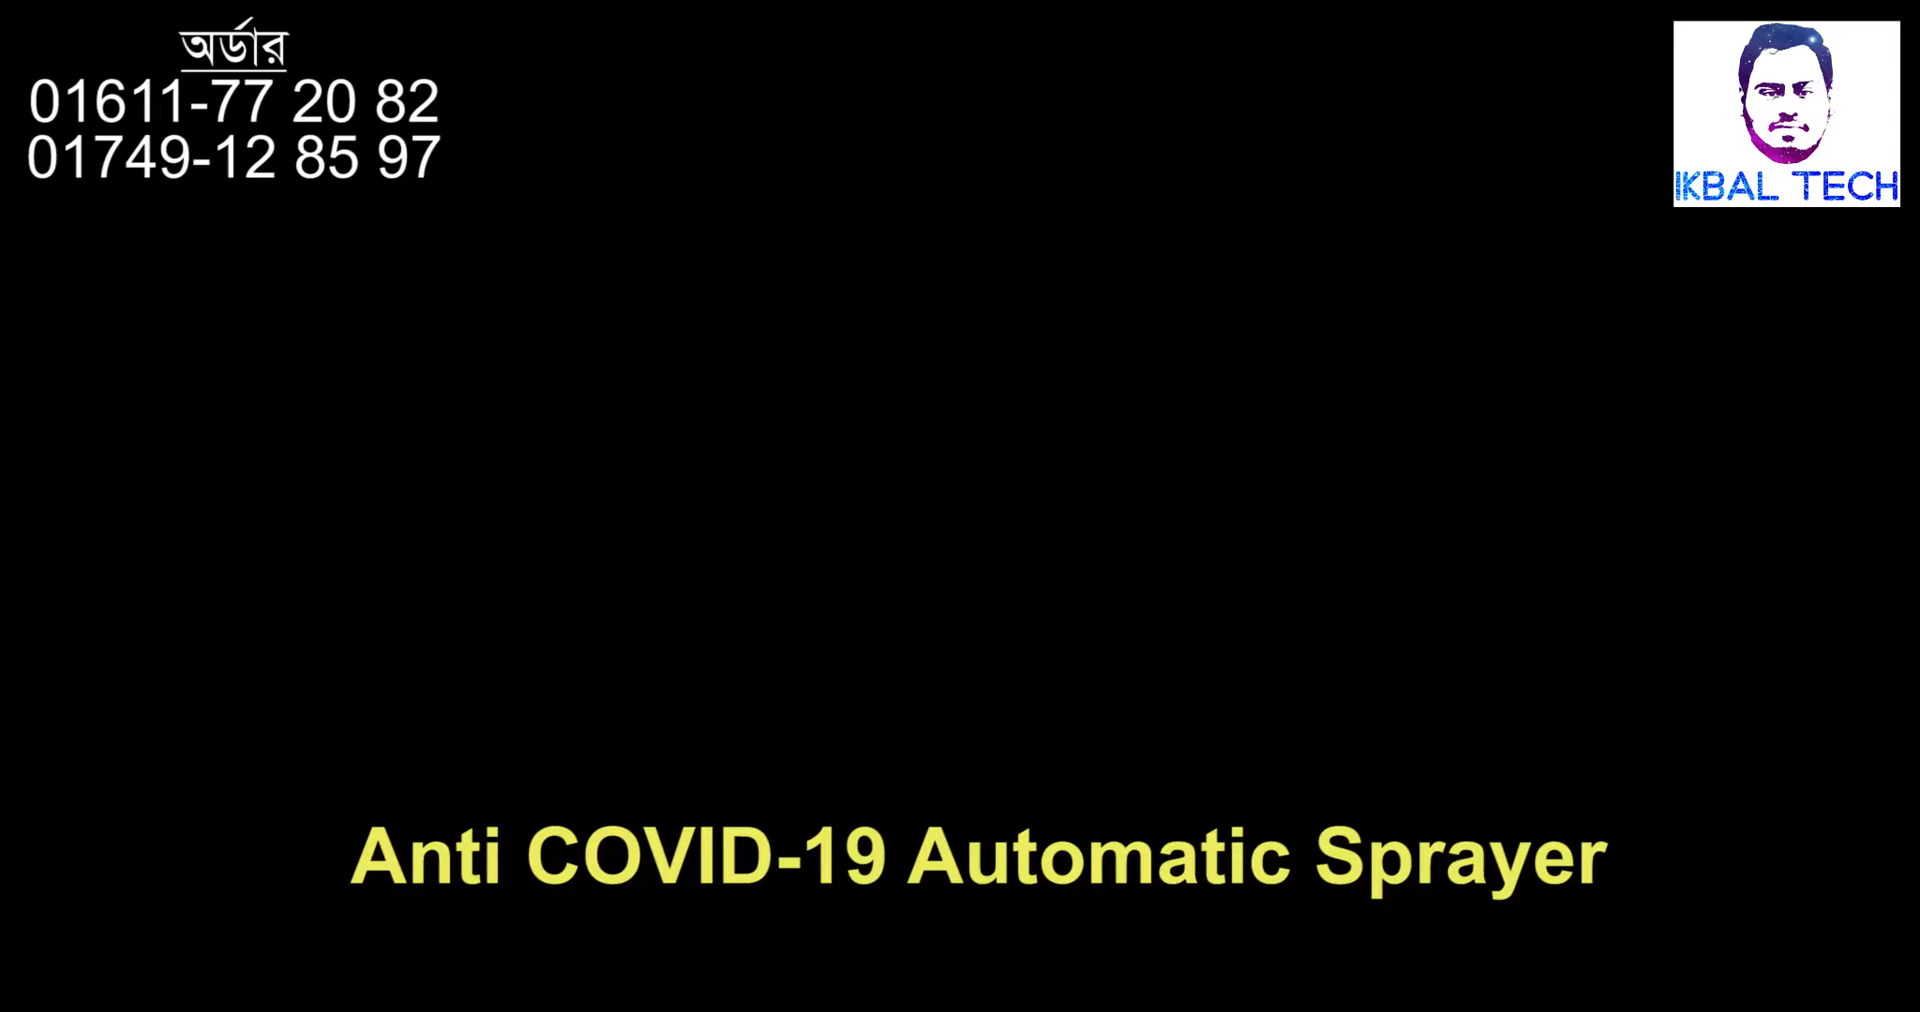 অর্ডার
01611-77 20 82
01749-12 85 97
IKBAL TECH
Anti COVID-19 Automatic Sprayer